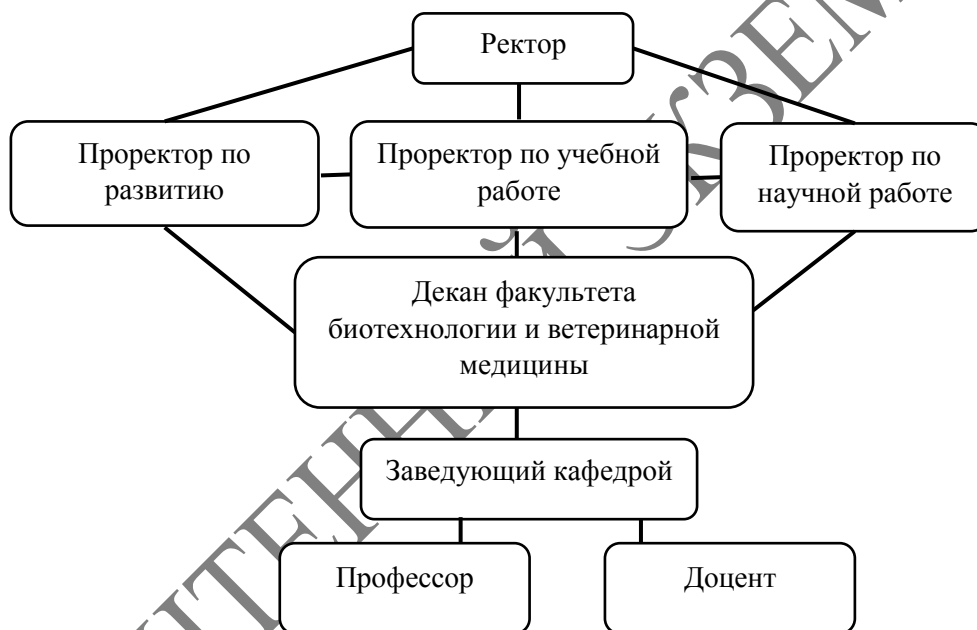 Ректор
Проректор по
развитию
Проректор по учебной
работе
Проректор по
научной работе
Декан факультета
биотехнологии и ветеринарной
медицины
Заведующий кафедрой
Профессор
Доцент